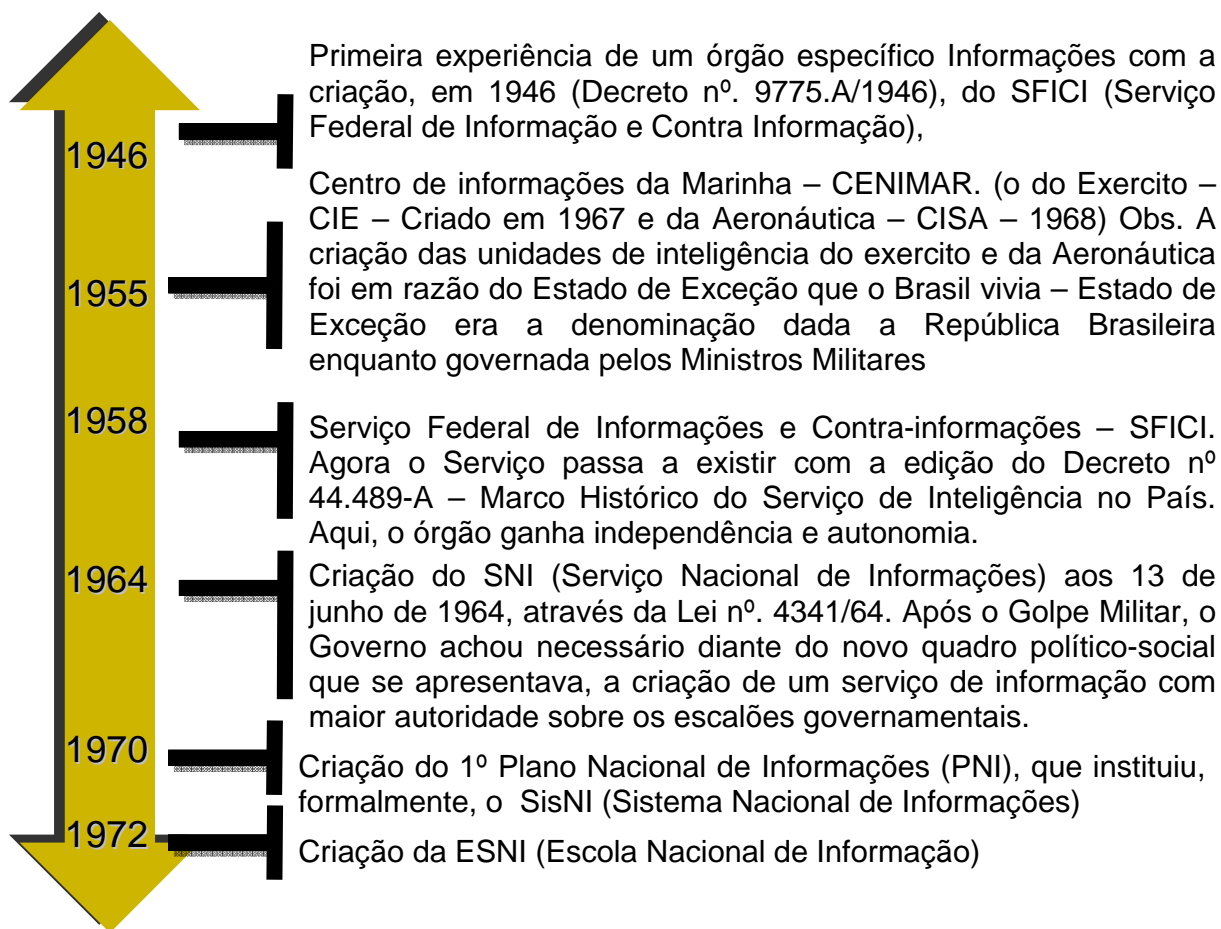 1946
Primeira experiência de um órgão específico Informações com a
criação, em 1946 (Decreto nº. 9775.A/1946), do SFICI (Serviço
Federal de Informação e Contra Informação),
1955
Centro de informações da Marinha – CENIMAR. (o do Exercito –
CIE – Criado em 1967 e da Aeronáutica – CISA – 1968) Obs. A
criação das unidades de inteligência do exercito e da Aeronáutica
foi em razão do Estado de Exceção que o Brasil vivia – Estado de
Exceção era a denominação dada a República Brasileira
enquanto governada pelos Ministros Militares
1958
Serviço Federal de Informações e Contra-informações – SFICI.
Agora o Serviço passa a existir com a edição do Decreto nº
44.489-A – Marco Histórico do Serviço de Inteligência no País.
Aqui, o órgão ganha independência e autonomia.
1964
Criação do SNI (Serviço Nacional de Informações) aos 13 de
junho de 1964, através da Lei nº. 4341/64. Após o Golpe Militar, o
Governo achou necessário diante do novo quadro político-social
que se apresentava, a criação de um serviço de informação com
maior autoridade sobre os escalões governamentais.
1970
Criação do 1º Plano Nacional de Informações (PNI), que instituiu,
formalmente, o SisNI (Sistema Nacional de Informações)
1972
Criação da ESNI (Escola Nacional de Informação)